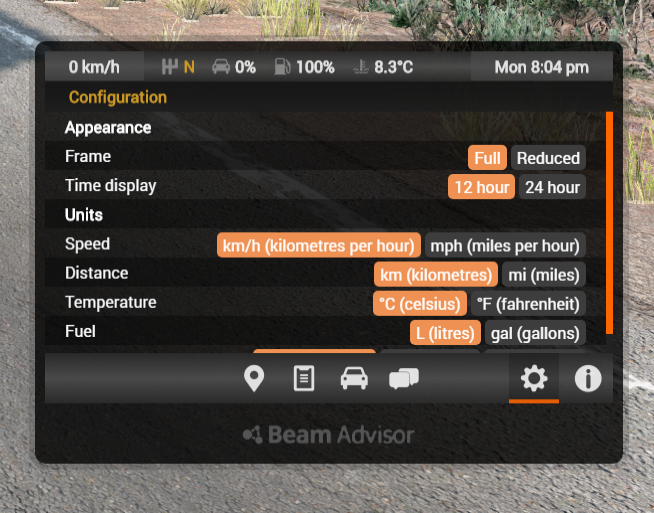 0 km/h N 0% 100% 8.3°C Mon 8:04 pm
Configuration
Appearance
Frame Full Reduced
Time display 12 hour 24 hour
Units
Speed km/h (kilometres per hour) mph (miles per hour)
Distance km (kilometres) mi (miles)
Temperature °C (celsius) °F (fahrenheit)
Fuel L (litres) gal (gallons)
Beam Advisor